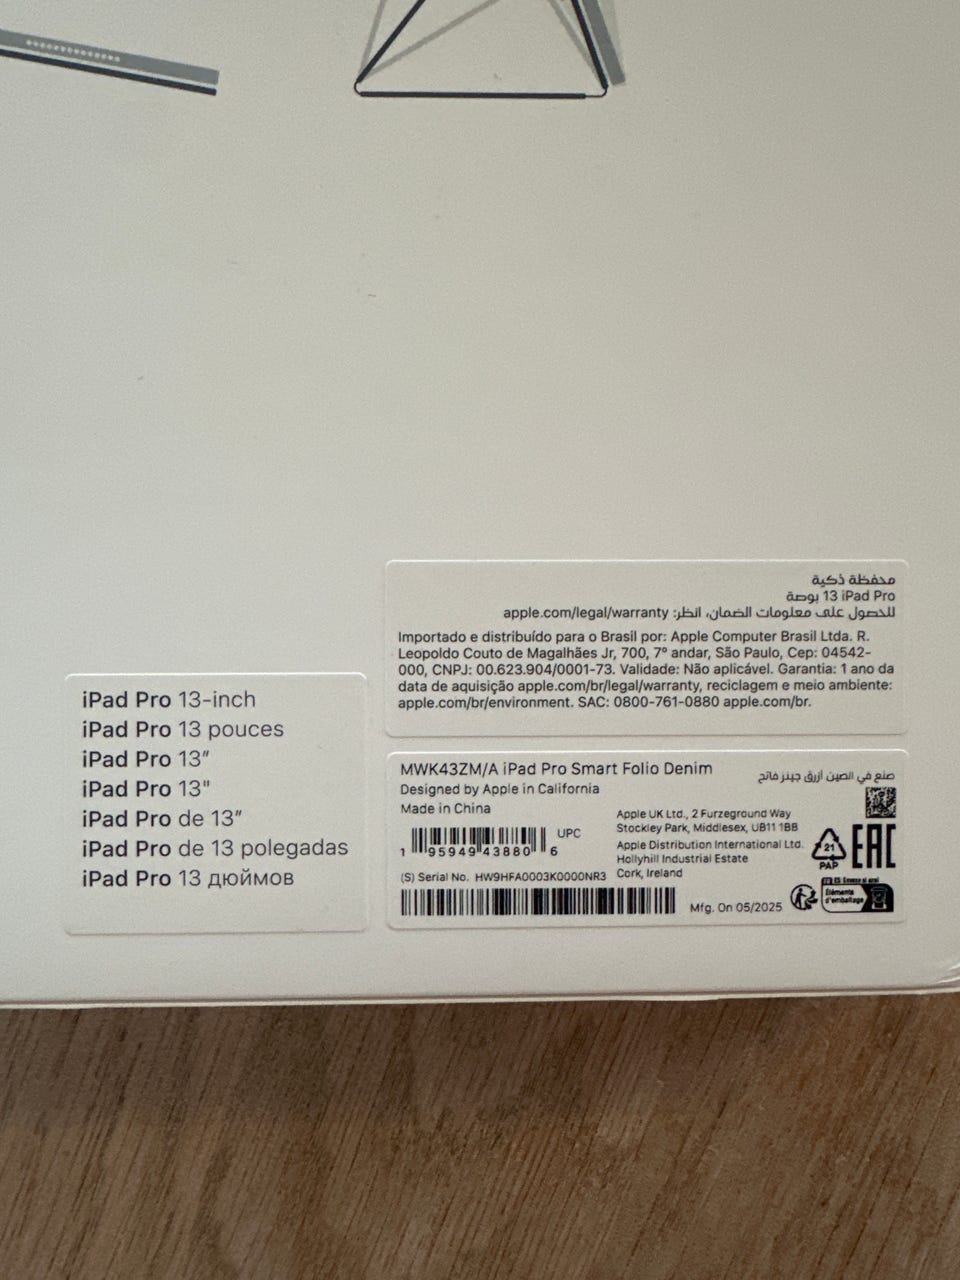 iPad Pro 13-inch
iPad Pro 13 pouces
iPad Pro 13″
iPad Pro 13"
iPad Pro de 13″
iPad Pro de 13 polegadas
iPad Pro 13 дюймов
محفظة ذكية
iPad Pro 13 بوصة
للحصول على معلومات الضمان، انظر: apple.com/legal/warranty
Importado e distribuído para o Brasil por: Apple Computer Brasil Ltda. R.
Leopoldo Couto de Magalhães Jr, 700, 7º andar, São Paulo, Cep: 04542-
000, CNPJ: 00.623.904/0001-73. Validade: Não aplicável. Garantia: 1 ano da
data de aquisição apple.com/br/legal/warranty, reciclagem e meio ambiente:
apple.com/br/environment. SAC: 0800-761-0880 apple.com/br.
MWK43ZM/A iPad Pro Smart Folio Denim
صنع في الصين أزرق جينز فاتح
Designed by Apple in California
Made in China
1 95949 43880 6
UPC
(S) Serial No. HW9HFA0003K0000NR3
Apple UK Ltd., 2 Furzeground Way
Stockley Park, Middlesex, UB11 1BB
Apple Distribution International Ltd.
Hollyhill Industrial Estate
Cork, Ireland
Mfg. On 05/2025
21
PAP
EAC
Éléments
d'emballage